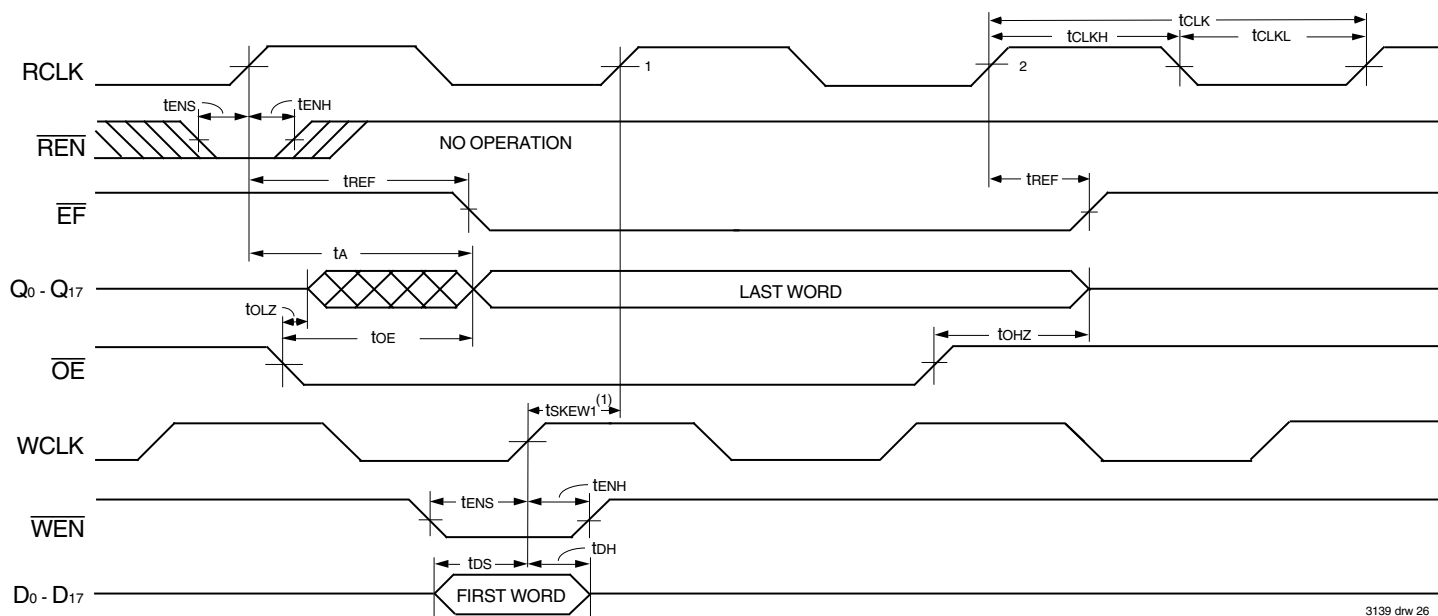 tCLK
tCLKH tCLKL
RCLK 1 2
tENS tENH
REN NO OPERATION
tREF tREF
EF
tA
Q0 - Q17 LAST WORD
tOLZ
tOE tOHZ
OE
tSKEW1(1)
WCLK
tENS tENH
WEN
tDS tDH
D0 - D17 FIRST WORD
3139 drw 26